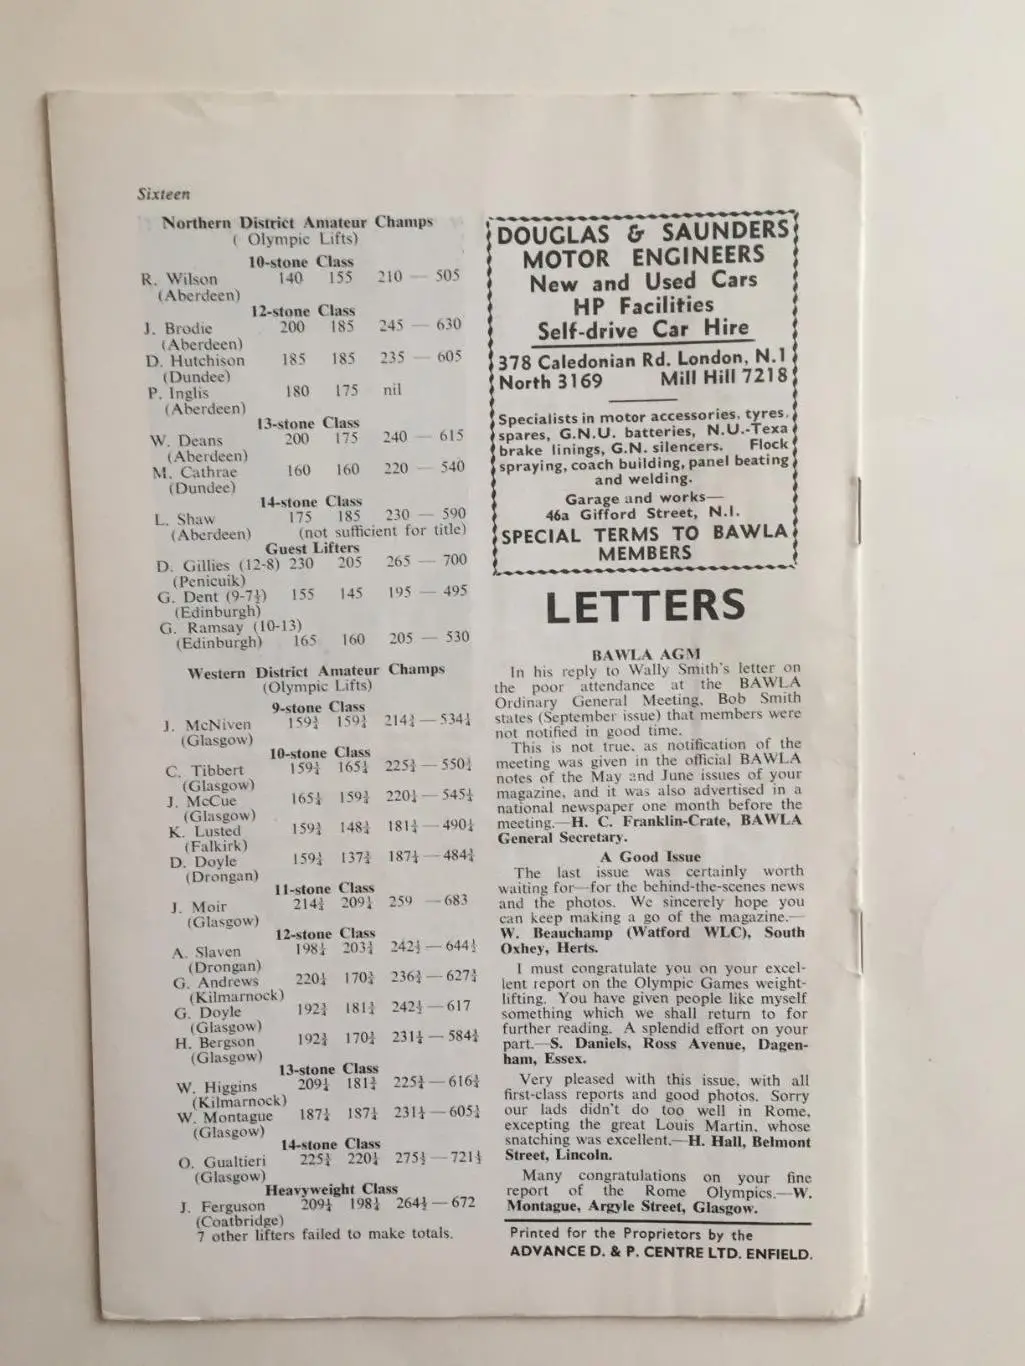 Sixteen
Northern District Amateur Champs
( Olympic Lifts)
10-stone Class
R. Wilson 140 155 210 — 505
(Aberdeen)
12-stone Class
J. Brodie 200 185 245 — 630
(Aberdeen)
D. Hutchison 185 185 235 — 605
(Dundee)
P. Inglis 180 175 nil
(Aberdeen)
13-stone Class
W. Deans 200 175 240 — 615
(Aberdeen)
M. Cathrae 160 160 220 — 540
(Dundee)
14-stone Class
L. Shaw 175 185 230 — 590
(Aberdeen) (not sufficient for title)
Guest Lifters
D. Gillies (12-8) 230 205 265 — 700
(Penicuik)
G. Dent (9-7½) 155 145 195 — 495
(Edinburgh)
G. Ramsay (10-13)
(Edinburgh) 165 160 205 — 530
Western District Amateur Champs
(Olympic Lifts)
9-stone Class
J. McNiven 159¾ 159¾ 214¾ — 534¼
(Glasgow)
10-stone Class
C. Tibbert 159¾ 165¼ 225¾ — 550¾
(Glasgow)
J. McCue 165¼ 159¾ 220¼ — 545¼
(Glasgow)
K. Lusted 159¾ 148¾ 181¾ — 490¼
(Falkirk)
D. Doyle 159¾ 137¾ 187¼ — 484¾
(Drongan)
11-stone Class
J. Moir 214¾ 209¼ 259 — 683
(Glasgow)
12-stone Class
A. Slaven 198¼ 203¾ 242½ — 644½
(Drongan)
G. Andrews 220¼ 170¾ 236¾ — 627¾
(Kilmarnock)
G. Doyle 192¾ 181¾ 242½ — 617
(Glasgow)
H. Bergson 192¾ 170¾ 231¼ — 584¾
(Glasgow)
13-stone Class
W. Higgins 209¼ 181¾ 225¾ — 616¾
(Kilmarnock)
W. Montague 187¼ 187¼ 231¼ — 605¾
(Glasgow)
14-stone Class
O. Gualtieri 225¾ 220¼ 275½ — 721½
(Glasgow)
Heavyweight Class
J. Ferguson 209¼ 198¼ 264½ — 672
(Coatbridge)
7 other lifters failed to make totals.
DOUGLAS & SAUNDERS
MOTOR ENGINEERS
New and Used Cars
HP Facilities
Self-drive Car Hire
378 Caledonian Rd. London, N.1
North 3169 Mill Hill 7218
Specialists in motor accessories, tyres,
spares, G.N.U. batteries, N.U.-Texa
brake linings, G.N. silencers. Flock
spraying, coach building, panel beating
and welding.
Garage and works—
46a Gifford Street, N.I.
SPECIAL TERMS TO BAWLA
MEMBERS
LETTERS
BAWLA AGM
In his reply to Wally Smith's letter on
the poor attendance at the BAWLA
Ordinary General Meeting, Bob Smith
states (September issue) that members were
not notified in good time.
This is not true, as notification of the
meeting was given in the official BAWLA
notes of the May and June issues of your
magazine, and it was also advertised in a
national newspaper one month before the
meeting.—H. C. Franklin-Crate, BAWLA
General Secretary.
A Good Issue
The last issue was certainly worth
waiting for—for the behind-the-scenes news
and the photos. We sincerely hope you
can keep making a go of the magazine.—
W. Beauchamp (Watford WLC), South
Oxhey, Herts.
I must congratulate you on your excel-
lent report on the Olympic Games weight-
lifting. You have given people like myself
something which we shall return to for
further reading. A splendid effort on your
part.—S. Daniels, Ross Avenue, Dagen-
ham, Essex.
Very pleased with this issue, with all
first-class reports and good photos. Sorry
our lads didn't do too well in Rome,
excepting the great Louis Martin, whose
snatching was excellent.—H. Hall, Belmont
Street, Lincoln.
Many congratulations on your fine
report of the Rome Olympics.—W.
Montague, Argyle Street, Glasgow.
Printed for the Proprietors by the
ADVANCE D. & P. CENTRE LTD. ENFIELD.